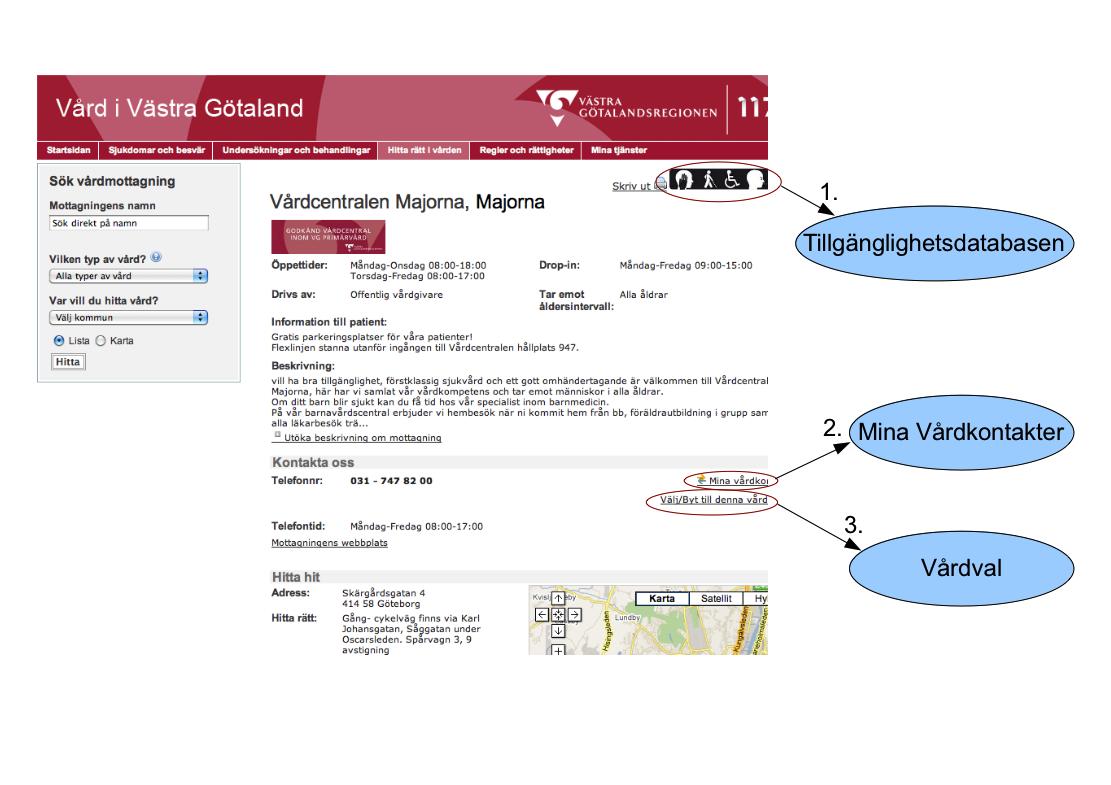 Vård i Västra Götaland
VÄSTRA
GÖTALANDSREGIONEN
117
Startsidan Sjukdomar och besvär Undersökningar och behandlingar Hitta rätt i vården Regler och rättigheter Mina tjänster
Sök vårdmottagning
Mottagningens namn
Sök direkt på namn
Vilken typ av vård?
Alla typer av vård
Var vill du hitta vård?
Välj kommun
Lista Karta
Hitta
Skriv ut
Vårdcentralen Majorna, Majorna
GODKÄND VÅRDCENTRAL
INOM VG PRIMÄRVÅRD
Öppettider: Måndag-Onsdag 08:00-18:00
Torsdag-Fredag 08:00-17:00
Drop-in: Måndag-Fredag 09:00-15:00
Drivs av: Offentlig vårdgivare
Tar emot
åldersintervall: Alla åldrar
Information till patient:
Gratis parkeringsplatser för våra patienter!
Flexlinjen stanna utanför ingången till Vårdcentralen hållplats 947.
Beskrivning:
vill ha bra tillgänglighet, förstklassig sjukvård och ett gott omhändertagande är välkommen till Vårdcentral
Majorna, här har vi samlat vår vårdkompetens och tar emot människor i alla åldrar.
Om ditt barn blir sjukt kan du få tid hos vår specialist inom barnmedicin.
På vår barnavårdscentral erbjuder vi hembesök när ni kommit hem från bb, föräldrautbildning i grupp sam
alla läkarbesök trä...
Utöka beskrivning om mottagning
Kontakta oss
Telefonnr: 031 - 747 82 00
Mina vårdkon
Välj/Byt till denna vård
Telefontid: Måndag-Fredag 08:00-17:00
Mottagningens webbplats
Hitta hit
Adress: Skärgårdsgatan 4
414 58 Göteborg
Hitta rätt: Gång- cykelväg finns via Karl
Johansgatan, Såggatan under
Oscarsleden. Spårvagn 3, 9
avstigning
Karta Satellit Hy
Lundby
Hisingsleden
Kungälvsleden
1.
Tillgänglighetsdatabasen
2.
Mina Vårdkontakter
3.
Vårdval